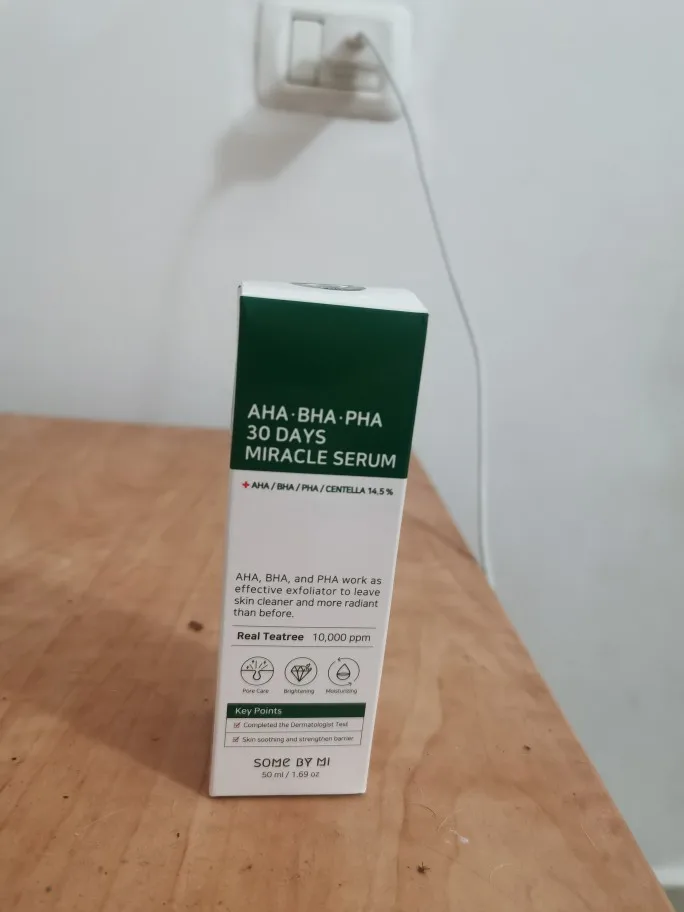 AHA·BHA·PHA
30 DAYS
MIRACLE SERUM
+ AHA / BHA / PHA / CENTELLA 14.5 %
AHA, BHA, and PHA work as
effective exfoliator to leave
skin cleaner and more radiant
than before.
Real Teatree 10,000 ppm
Pore Care Brightening Moisturizing
Key Points
Completed the Dermatologist Test
Skin soothing and strengthen barrier
SOME BY MI
50 ml / 1.69 oz